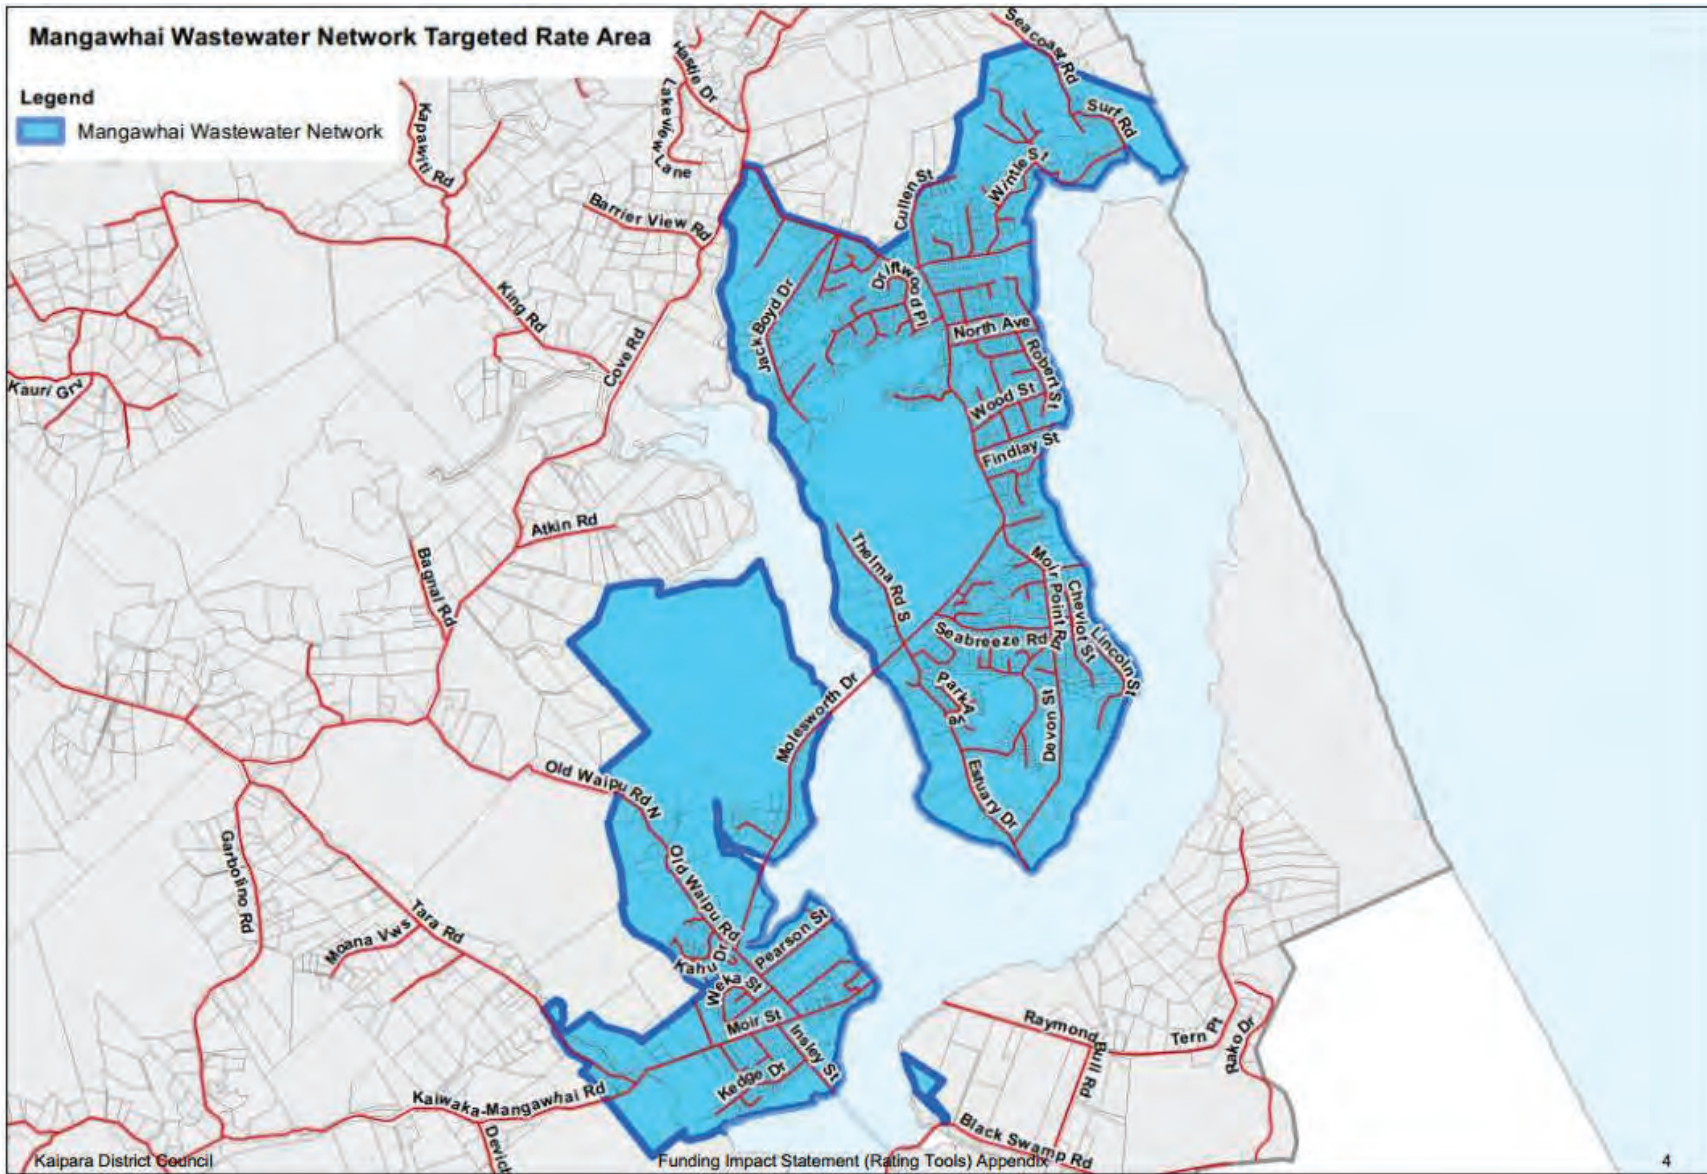 Mangawhai Wastewater Network Targeted Rate Area
Legend
Mangawhai Wastewater Network
Seacoast Rd
Hastie Dr
Lakeview Lane
Kapawiti Rd
Surf Rd
Wintle St
Cullen St
Barrier View Rd
Driftwood Pl
Jack Boyd Dr
King Rd
North Ave
Robert St
Cove Rd
Kauri Grv
Wood St
Findlay St
Atkin Rd
Bagnal Rd
Thelma Rd S
Moir Point Rd
Cheviot St
Lincoln St
Seabreeze Rd
Park Ave
Devon St
Molesworth Dr
Estuary Dr
Old Waipu Rd N
Old Waipu Rd
Garbolino Rd
Tara Rd
Moana Vws
Kahu Dr
Pearson St
Weka St
Moir St
Insley St
Kedge Dr
Kaiwaka-Mangawhai Rd
Devich
Raymond Bull Rd
Tern Pt
Rako Dr
Black Swamp Rd
Kaipara District Council
Funding Impact Statement (Rating Tools) Appendix
4